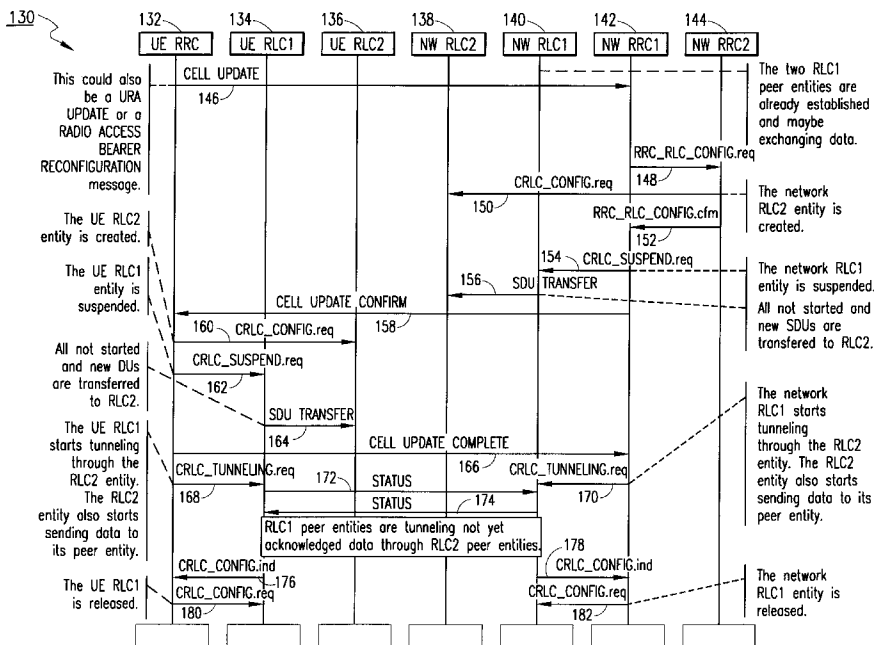 130
132
134
136
138
140
142
144
UE RRC
UE RLC1
UE RLC2
NW RLC2
NW RLC1
NW RRC1
NW RRC2
This could also
be a URA
UPDATE or a
RADIO ACCESS
BEARER
RECONFIGURATION
message.
CELL UPDATE
146
The two RLC1
peer entities are
already established
and maybe
exchanging data.
RRC_RLC_CONFIG.req
148
CRLC_CONFIG.req
150
The network
RLC2 entity is
created.
RRC_RLC_CONFIG.cfm
152
The UE RLC2
entity is created.
154
CRLC_SUSPEND.req
The network RLC1
entity is suspended.
156
SDU TRANSFER
All not started and
new SDUs are
transfered to RLC2.
The UE RLC1
entity is
suspended.
CELL UPDATE CONFIRM
158
160
CRLC_CONFIG.req
CRLC_SUSPEND.req
162
All not started
and new DUs
are transferred
to RLC2.
SDU TRANSFER
164
CELL UPDATE COMPLETE
166
The UE RLC1
starts tunneling
through the
RLC2 entity.
The RLC2
entity also starts
sending data to
its peer entity.
CRLC_TUNNELING.req
168
172
STATUS
CRLC_TUNNELING.req
170
The network
RLC1 starts
tunneling
through the RLC2
entity. The RLC2
entity also starts
sending data to its
peer entity.
STATUS
174
RLC1 peer entities are tunneling not yet
acknowledged data through RLC2 peer entities.
CRLC_CONFIG.ind
176
178
CRLC_CONFIG.ind
The UE RLC1
is released.
CRLC_CONFIG.req
180
CRLC_CONFIG.req
182
The network
RLC1 entity is
released.